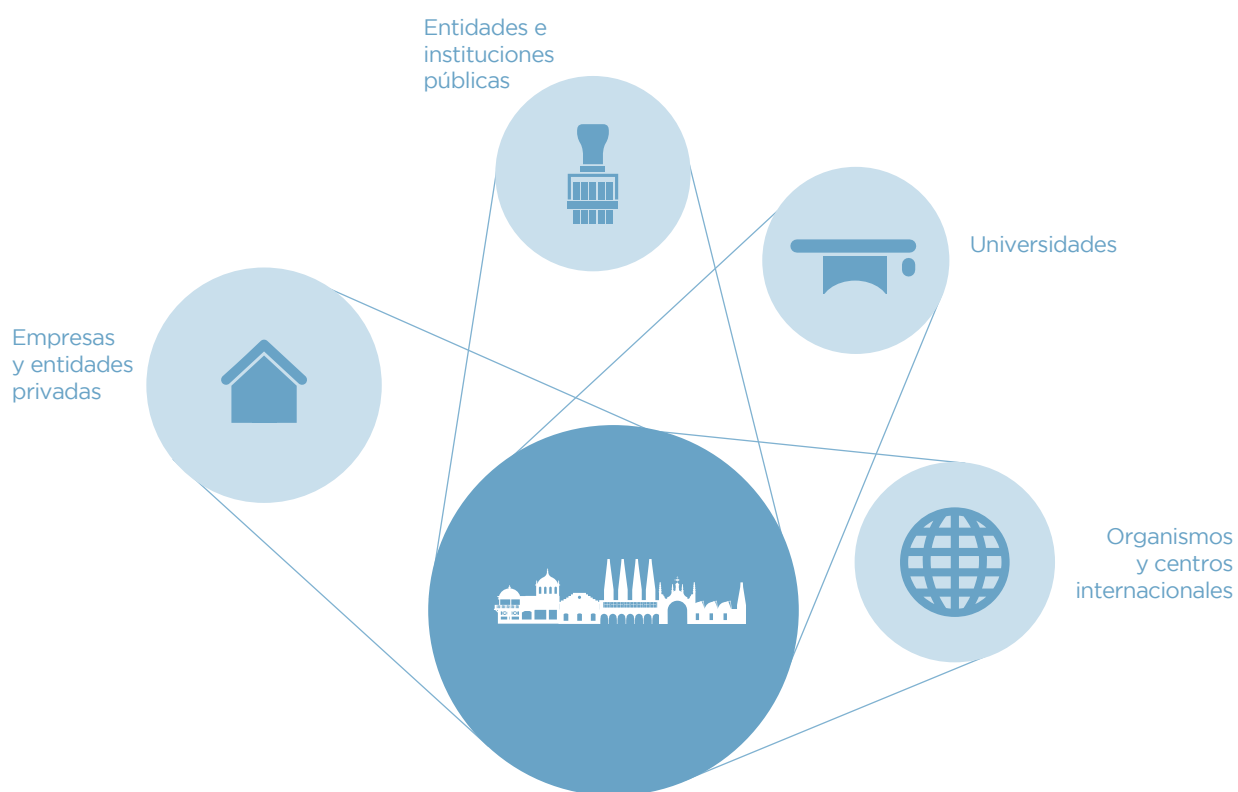 Entidades e
instituciones
públicas
Universidades
Empresas
y entidades
privadas
Organismos
y centros
internacionales